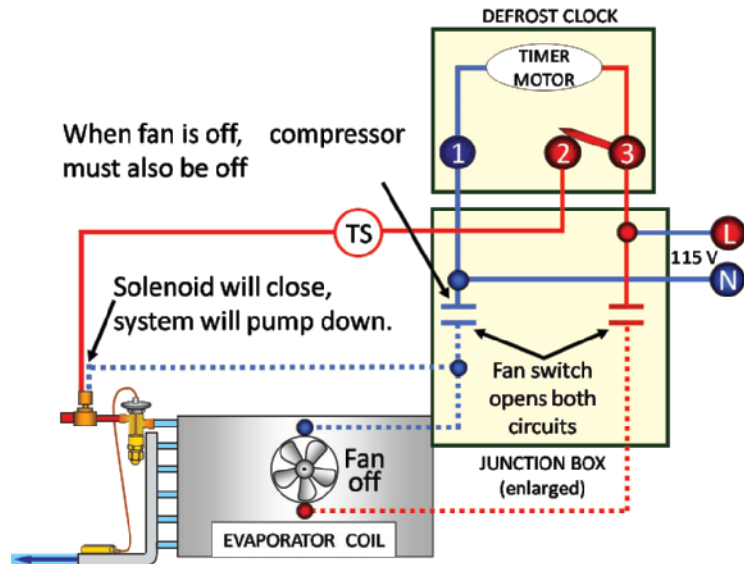 DEFROST CLOCK
TIMER
MOTOR
When fan is off, compressor
must also be off
1
2
3
TS
L
115 V
N
Solenoid will close,
system will pump down.
Fan switch
opens both
circuits
Fan
off
JUNCTION BOX
(enlarged)
EVAPORATOR COIL